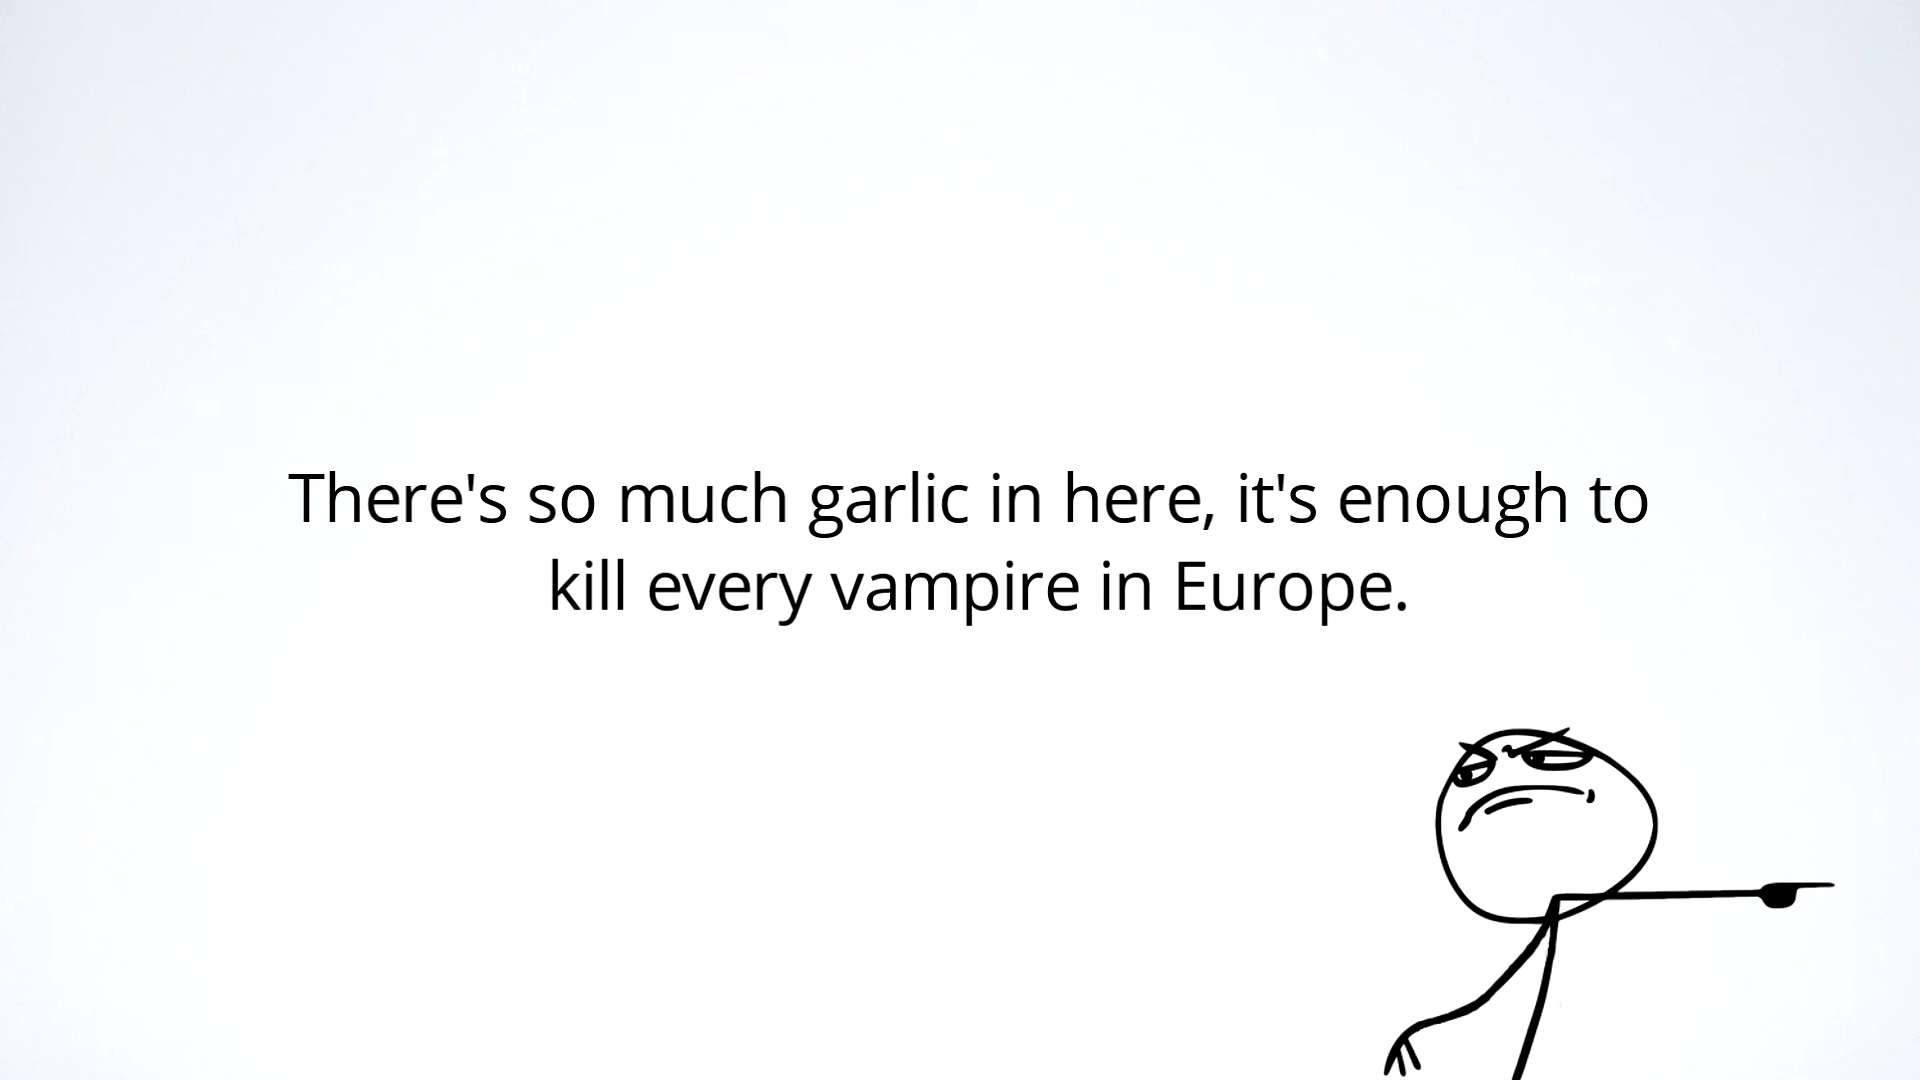 There's so much garlic in here, it's enough to
kill every vampire in Europe.